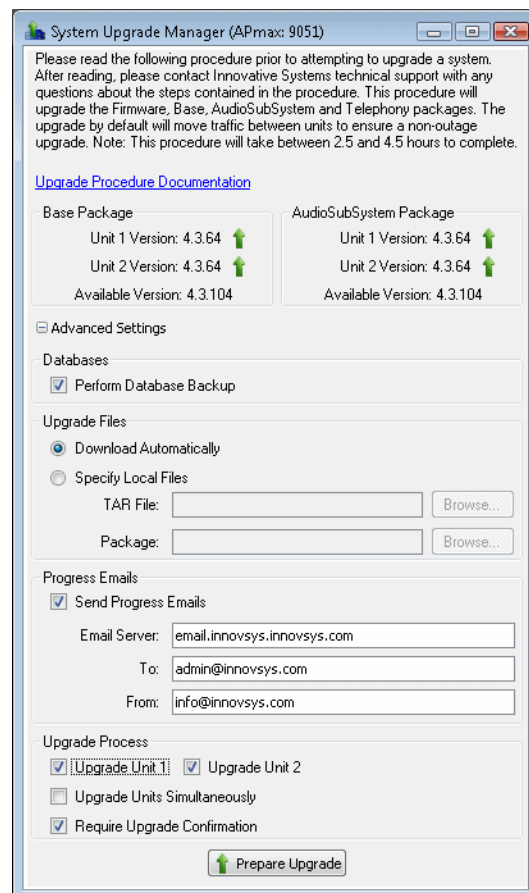 System Upgrade Manager (APmax: 9051)
Please read the following procedure prior to attempting to upgrade a system.
After reading, please contact Innovative Systems technical support with any
questions about the steps contained in the procedure. This procedure will
upgrade the Firmware, Base, AudioSubSystem and Telephony packages. The
upgrade by default will move traffic between units to ensure a non-outage
upgrade. Note: This procedure will take between 2.5 and 4.5 hours to complete.
Upgrade Procedure Documentation
Base Package
Unit 1 Version: 4.3.64
Unit 2 Version: 4.3.64
Available Version: 4.3.104
AudioSubSystem Package
Unit 1 Version: 4.3.64
Unit 2 Version: 4.3.64
Available Version: 4.3.104
Advanced Settings
Databases
Perform Database Backup
Upgrade Files
Download Automatically
Specify Local Files
TAR File: Browse...
Package: Browse...
Progress Emails
Send Progress Emails
Email Server: email.innovsys.innovsys.com
To: admin@innovsys.com
From: info@innovsys.com
Upgrade Process
Upgrade Unit 1 Upgrade Unit 2
Upgrade Units Simultaneously
Require Upgrade Confirmation
Prepare Upgrade